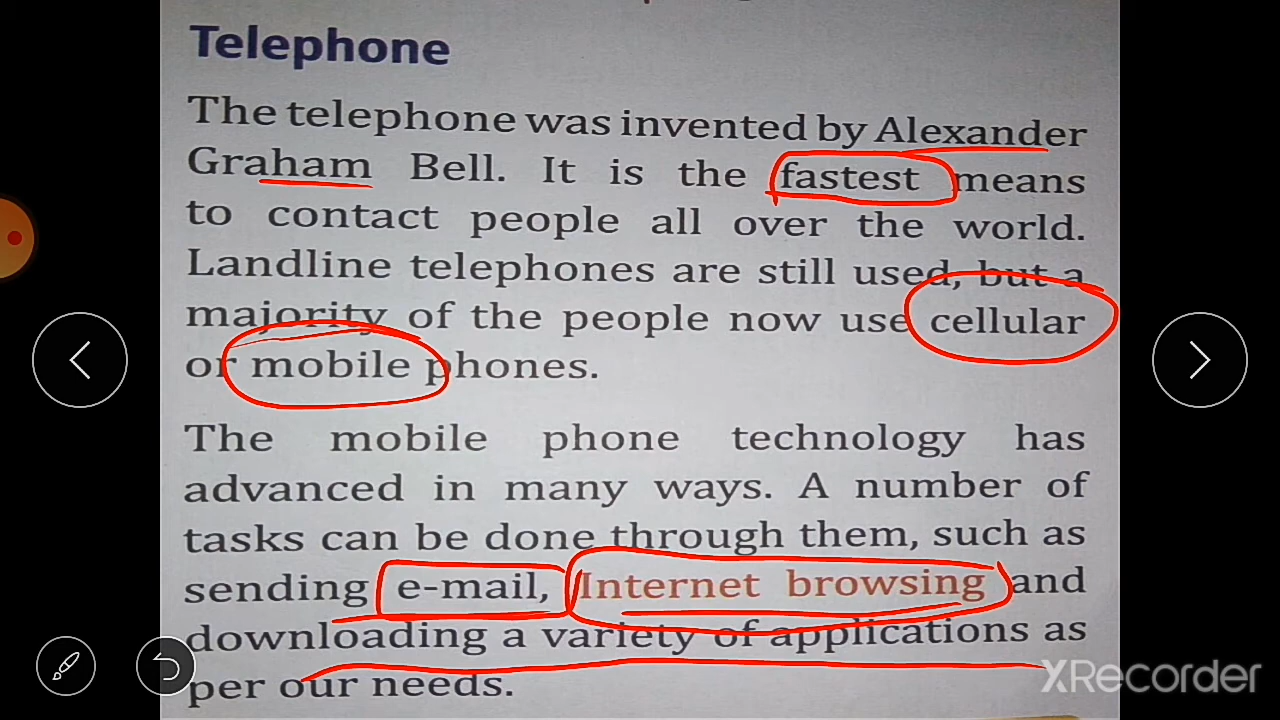 Telephone
The telephone was invented by Alexander
Graham Bell. It is the fastest means
to contact people all over the world.
Landline telephones are still used, but a
majority of the people now use cellular
or mobile phones.
The mobile phone technology has
advanced in many ways. A number of
tasks can be done through them, such as
sending e-mail, Internet browsing and
downloading a variety of applications as
per our needs.
XRecorder